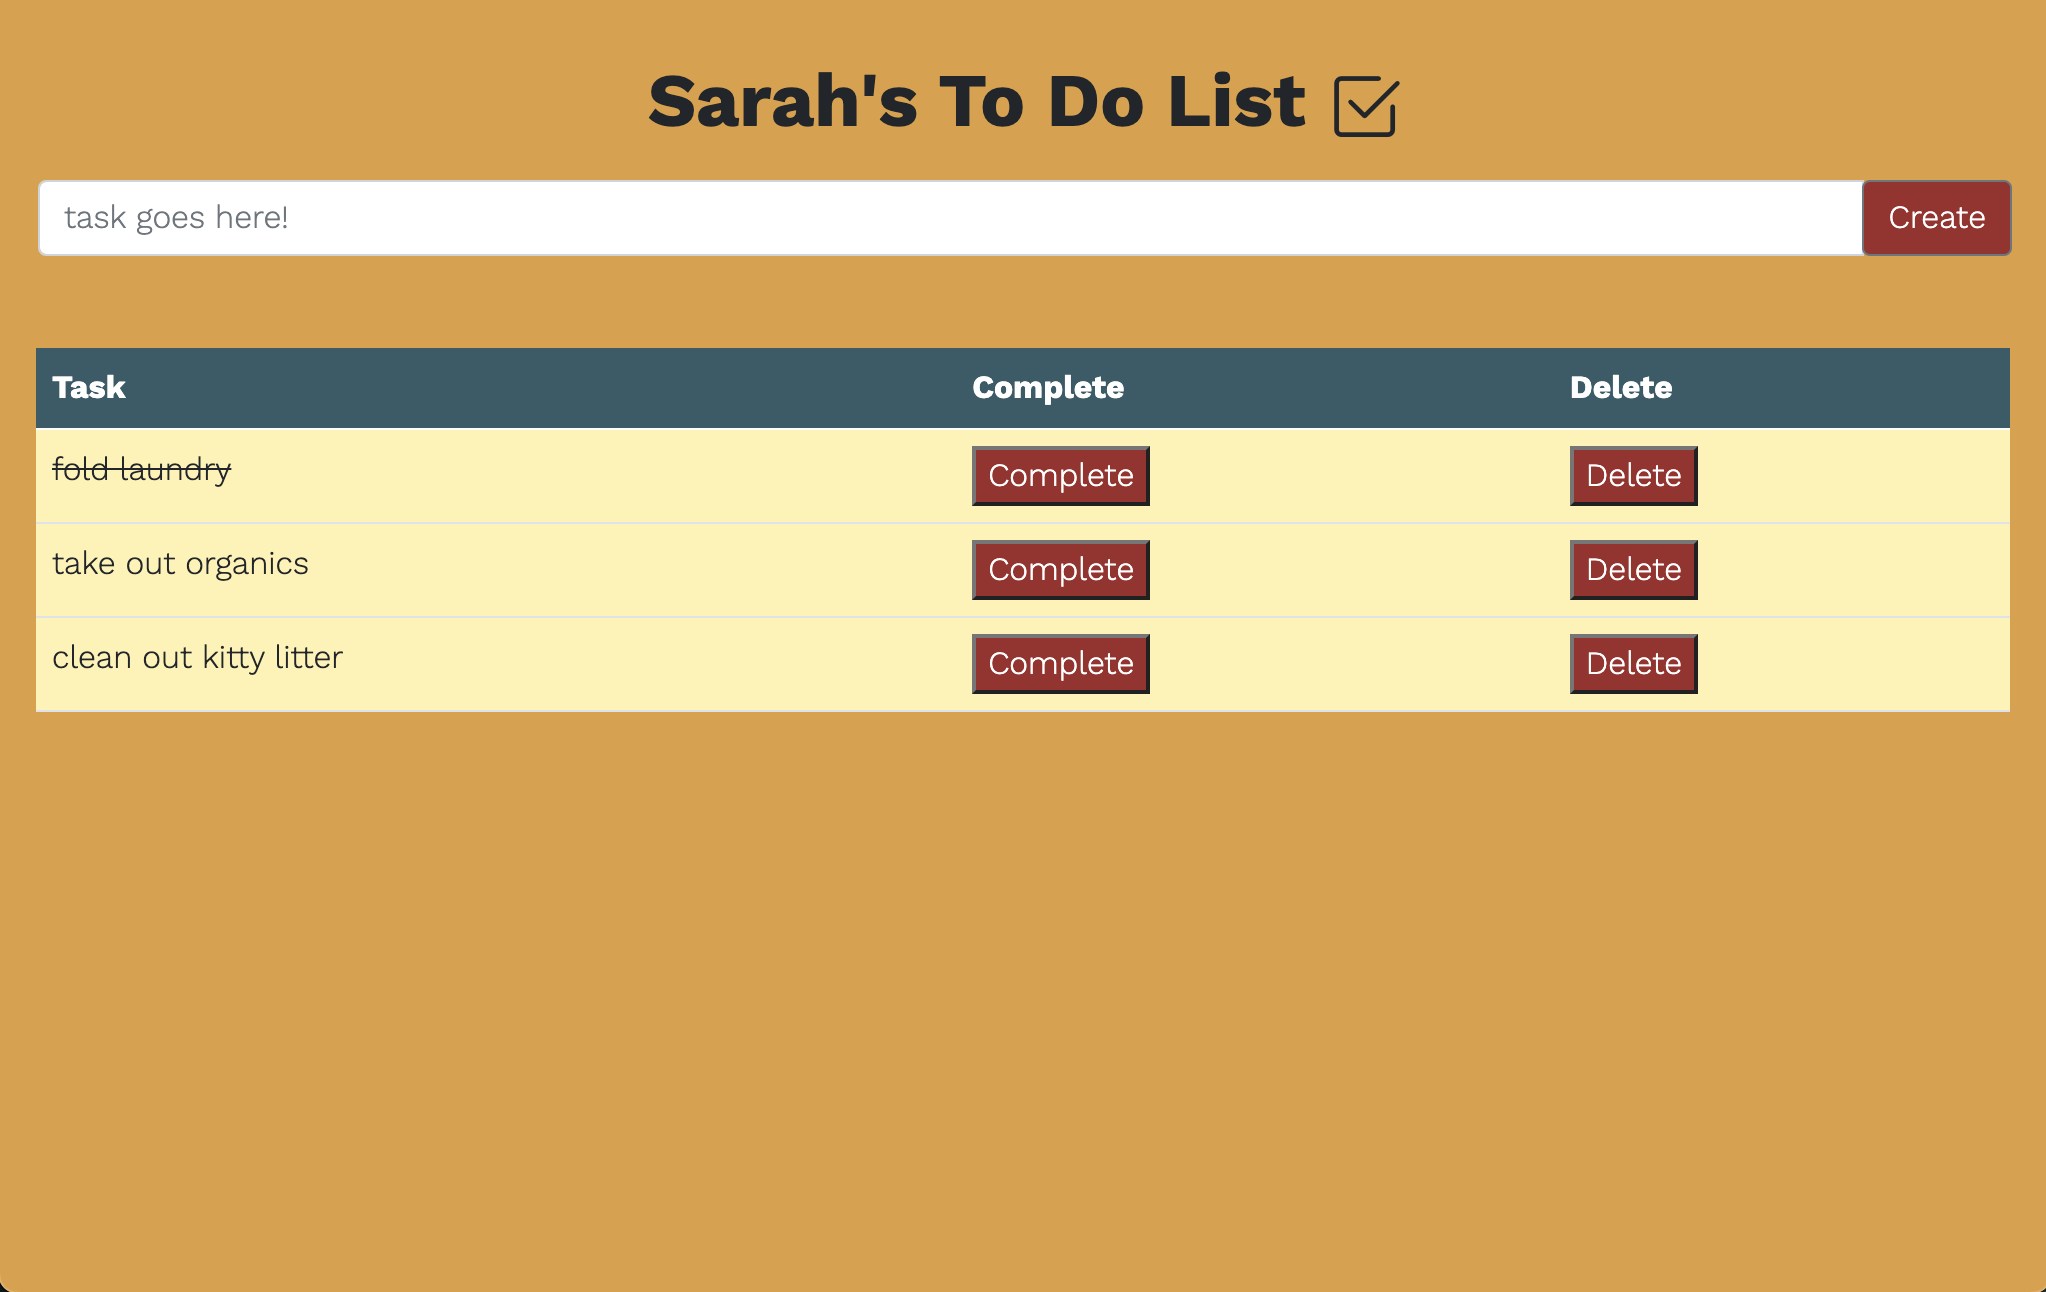 Sarah's To Do List
task goes here! Create
Task Complete Delete
fold laundry Complete Delete
take out organics Complete Delete
clean out kitty litter Complete Delete